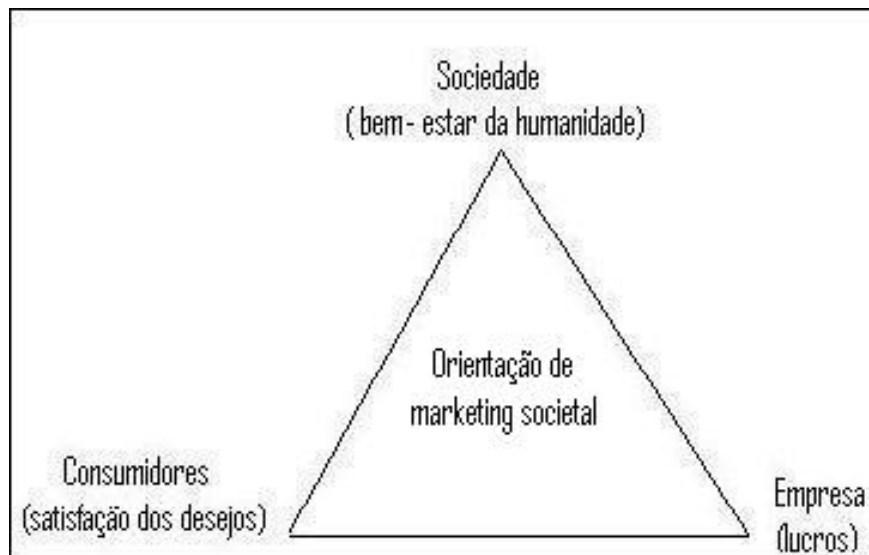 Sociedade
( bem- estar da humanidade)
Orientação de
marketing societal
Consumidores
(satisfação dos desejos)
Empresa
(lucros)